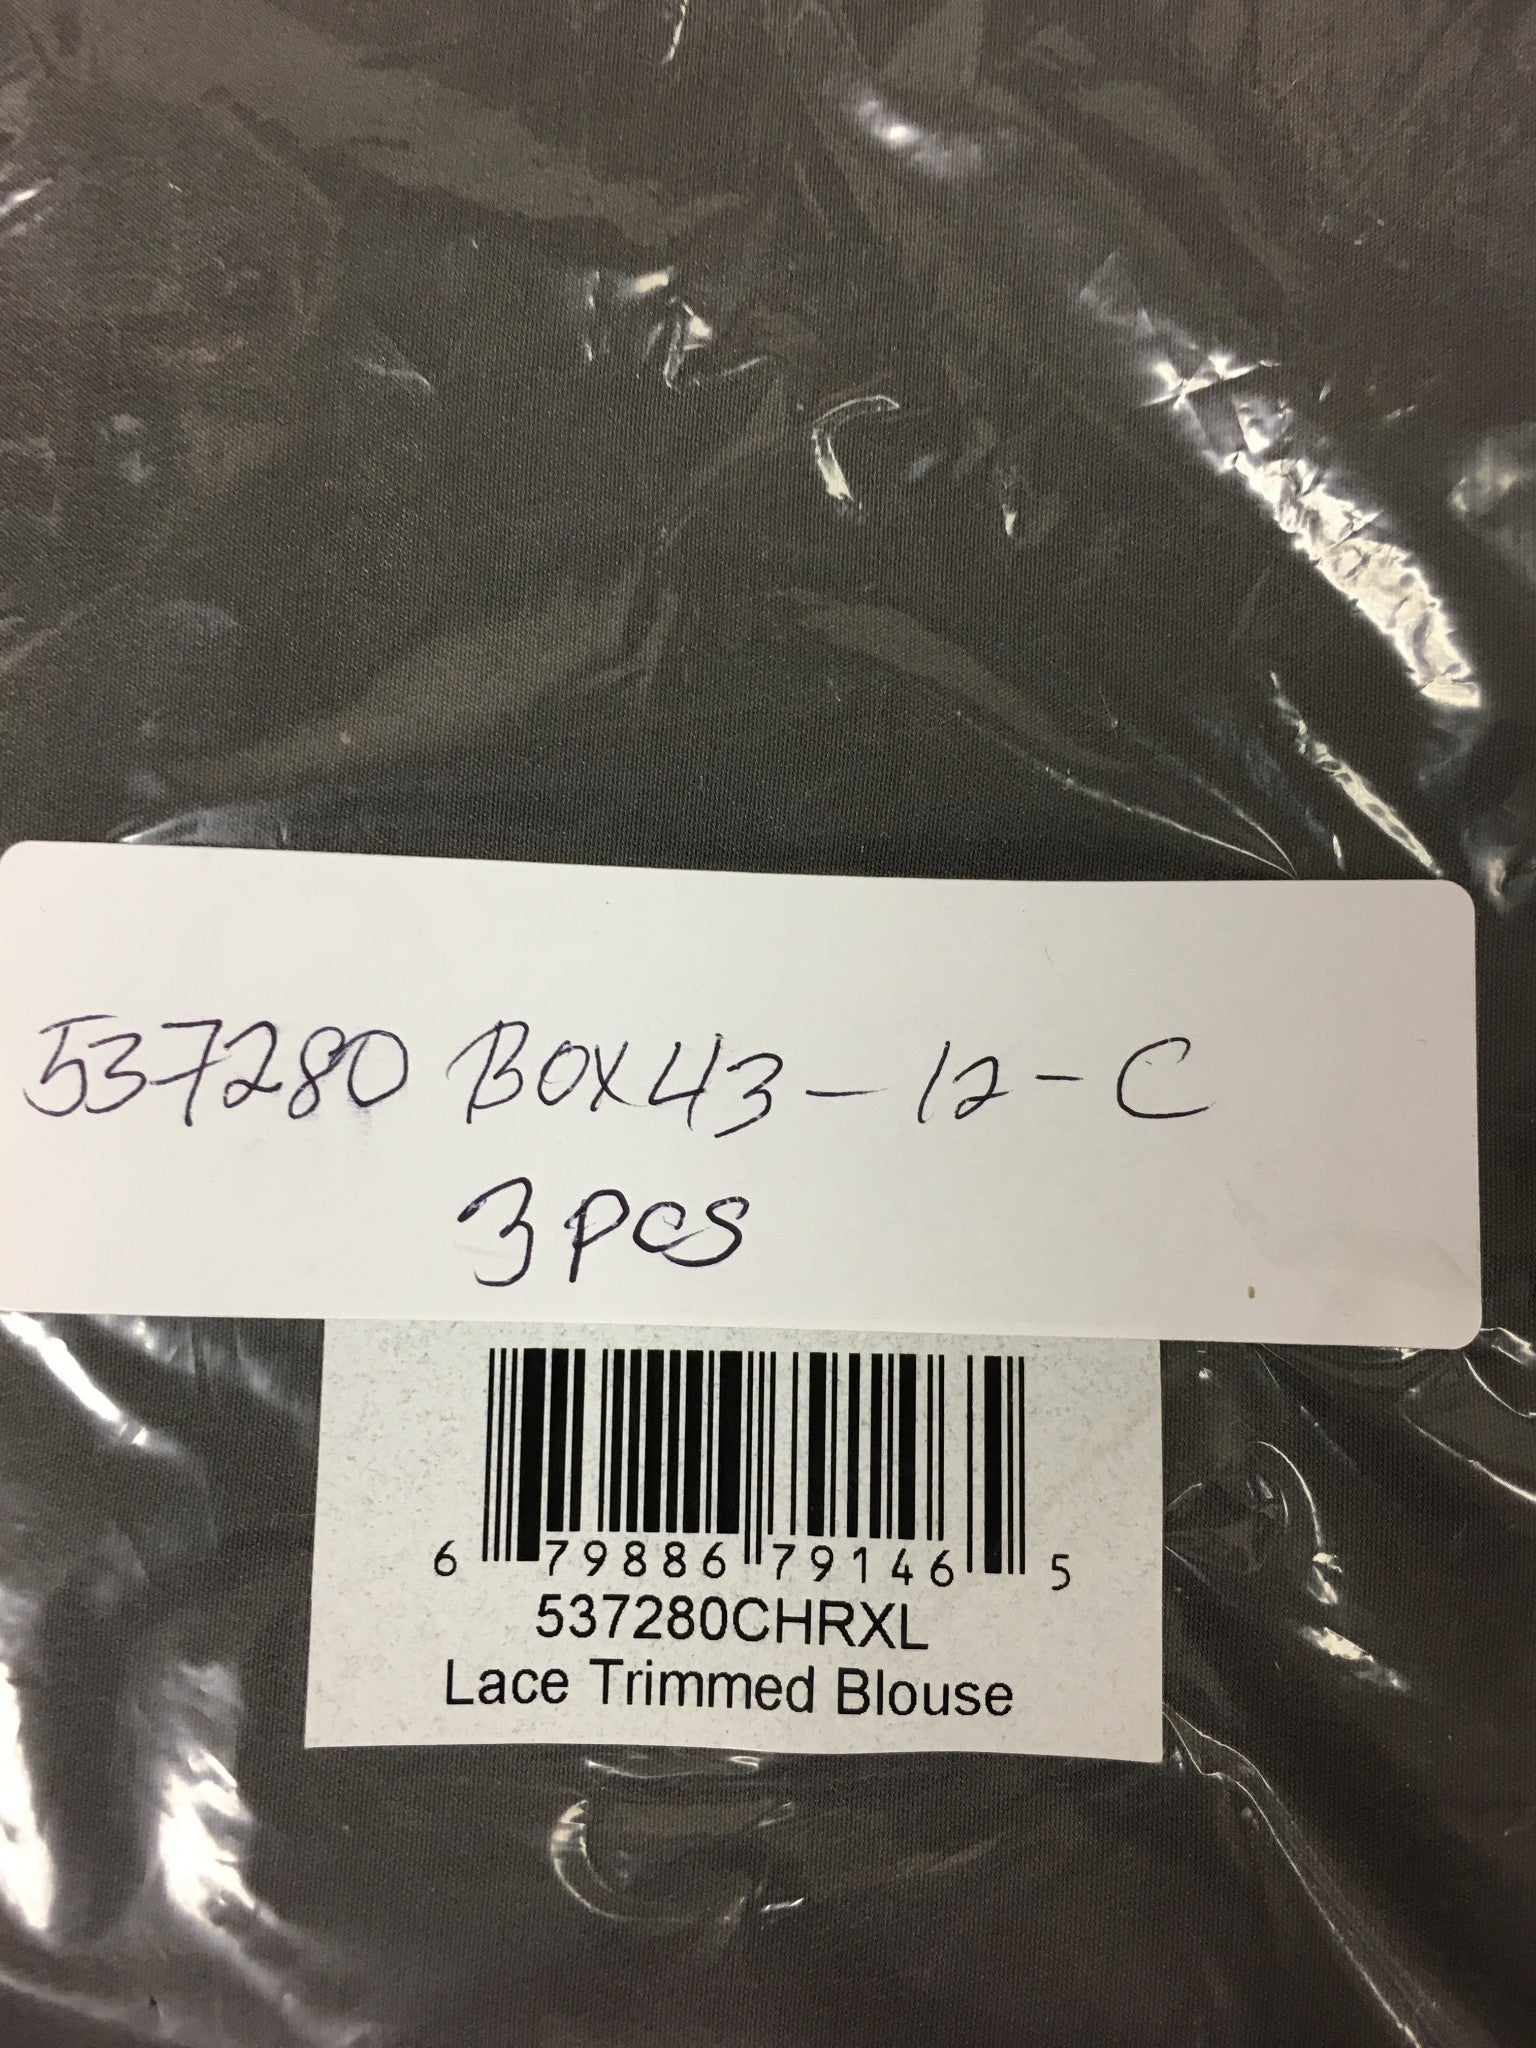 537280 BOX43-12-C
3 pcs
6 79886 79146 5
537280CHRXL
Lace Trimmed Blouse